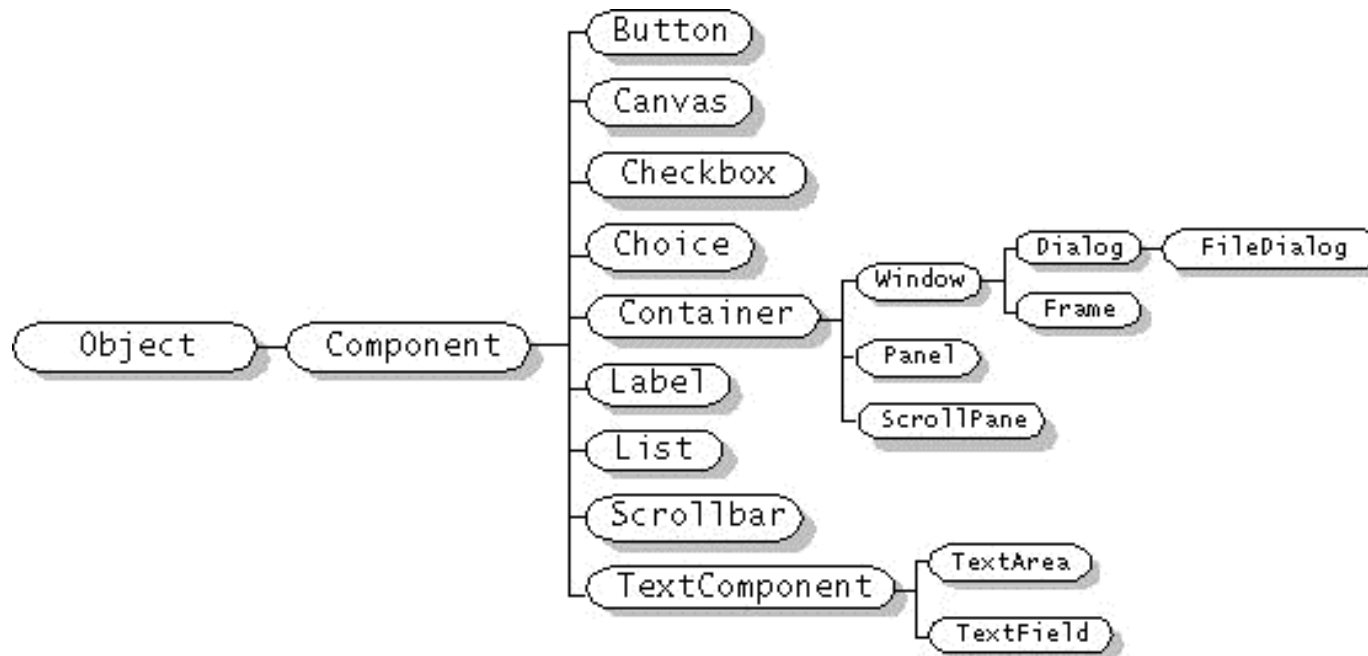 Button
Canvas
Checkbox
Choice
Dialog
FileDialog
Window
Container
Frame
Object
Component
Panel
Label
ScrollPane
List
Scrollbar
TextArea
TextComponent
TextField